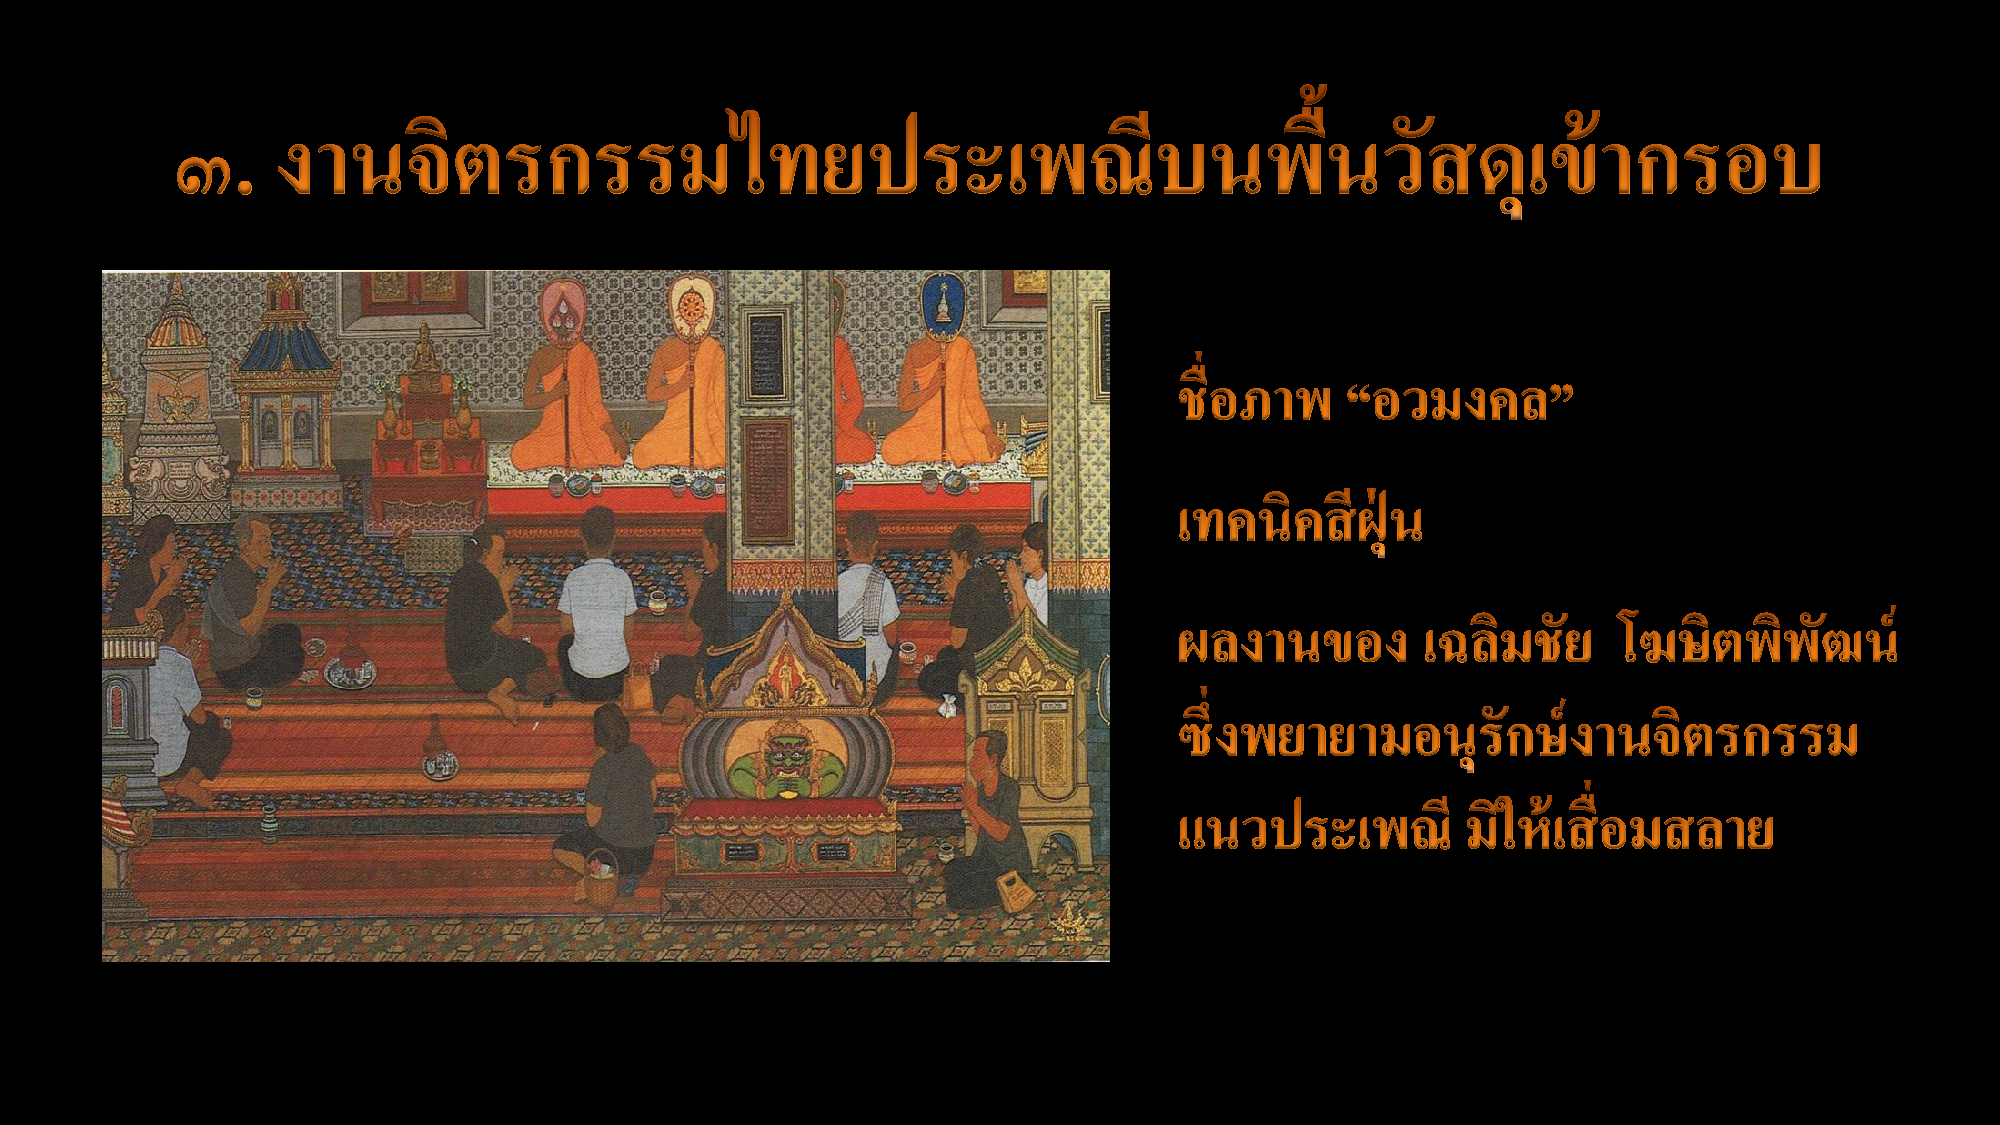 ๓. งานจิตรกรรมไทยประเพณีบนพื้นวัสดุเข้ากรอบ
ชื่อภาพ “อวมงคล”
เทคนิคสีฝุ่น
ผลงานของ เฉลิมชัย โฆษิตพิพัฒน์
ซึ่งพยายามอนุรักษ์งานจิตรกรรม
แนวประเพณี มิให้เสื่อมสลาย